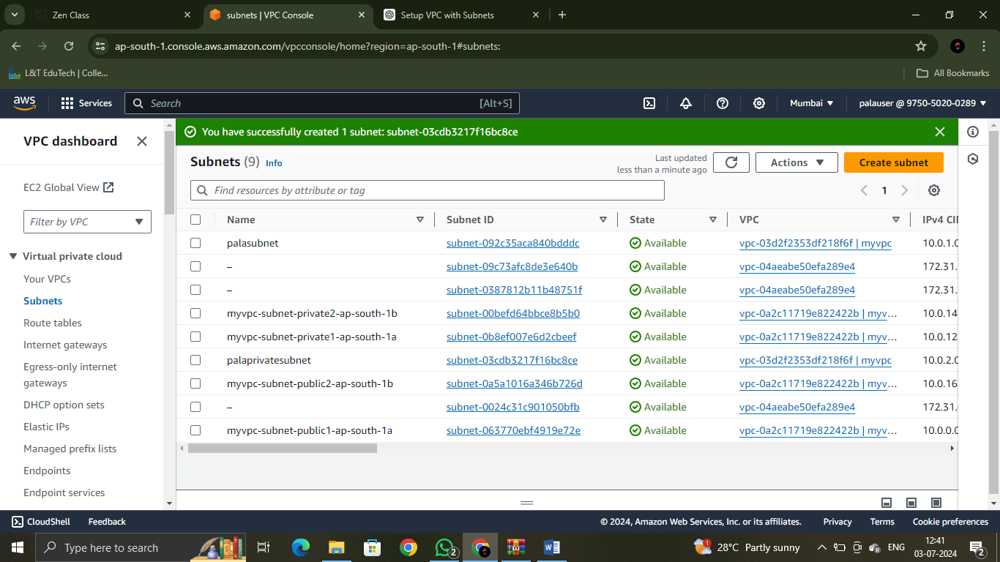 Zen Class
subnets | VPC Console
Setup VPC with Subnets
ap-south-1.console.aws.amazon.com/vpcconsole/home?region=ap-south-1#subnets:
L&T EduTech | Colle...
All Bookmarks
aws
Services
Search
[Alt+S]
Mumbai
palauser @ 9750-5020-0289
VPC dashboard
EC2 Global View
Filter by VPC
Virtual private cloud
Your VPCs
Subnets
Route tables
Internet gateways
Egress-only internet
gateways
DHCP option sets
Elastic IPs
Managed prefix lists
Endpoints
Endpoint services
You have successfully created 1 subnet: subnet-03cdb3217f16bc8ce
Subnets (9) Info
Last updated
less than a minute ago
Actions
Create subnet
Find resources by attribute or tag
1
Name Subnet ID State VPC IPv4 CI
palasubnet subnet-092c35aca840bdddc Available vpc-03d2f2353df218f6f | myvpc 10.0.1.0
– subnet-09c73afc8de3e640b Available vpc-04aeabe50efa289e4 172.31.
– subnet-0387812b11b48751f Available vpc-04aeabe50efa289e4 172.31.
myvpc-subnet-private2-ap-south-1b subnet-00befd64bbce8b5b0 Available vpc-0a2c11719e822422b | myv... 10.0.14
myvpc-subnet-private1-ap-south-1a subnet-0b8ef007e6d2cbeef Available vpc-0a2c11719e822422b | myv... 10.0.12
palaprivatesubnet subnet-03cdb3217f16bc8ce Available vpc-03d2f2353df218f6f | myvpc 10.0.2.0
myvpc-subnet-public2-ap-south-1b subnet-0a5a1016a346b726d Available vpc-0a2c11719e822422b | myv... 10.0.16
– subnet-0024c31c901050bfb Available vpc-04aeabe50efa289e4 172.31.
myvpc-subnet-public1-ap-south-1a subnet-063770ebf4919e72e Available vpc-0a2c11719e822422b | myv... 10.0.0.0
CloudShell
Feedback
© 2024, Amazon Web Services, Inc. or its affiliates.
Privacy
Terms
Cookie preferences
Type here to search
2
28°C Partly sunny
ENG
12:41
03-07-2024
2